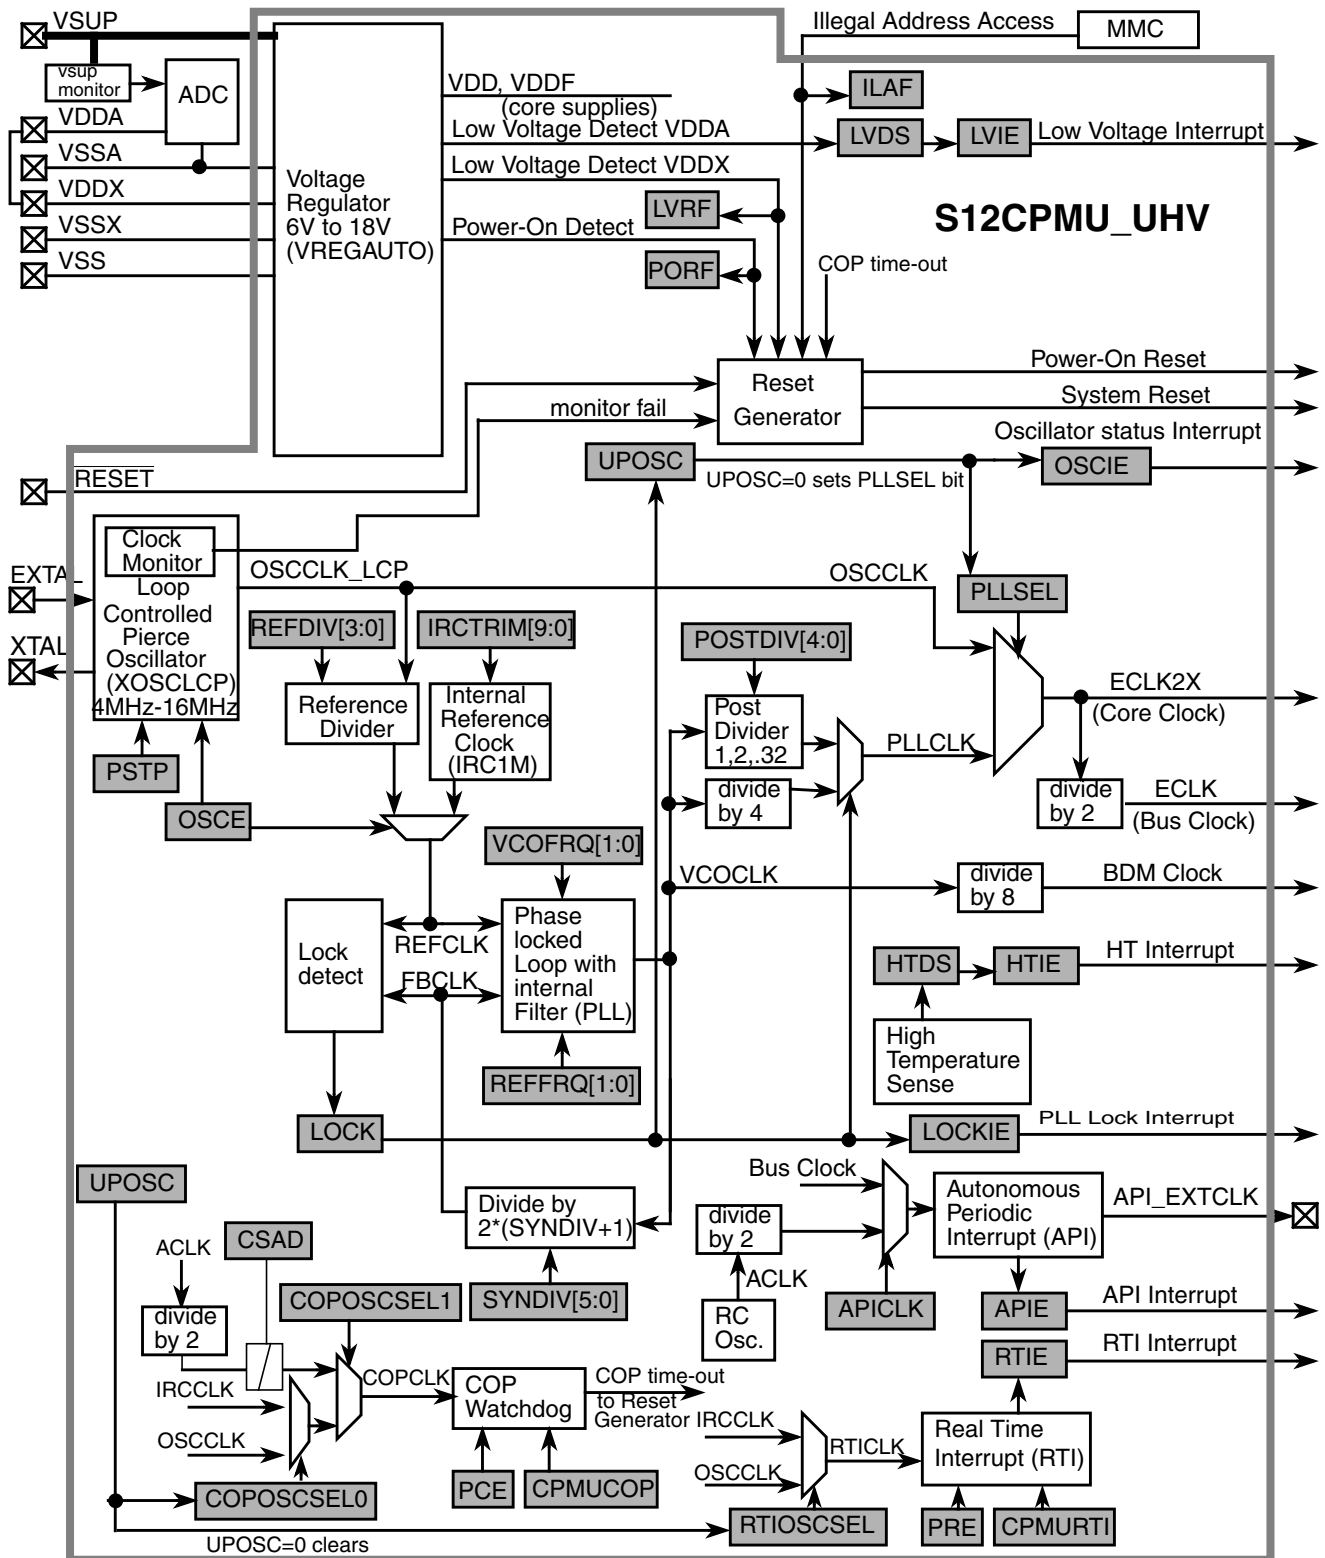 VSUP
Illegal Address Access
MMC
vsup
monitor
ADC
VDD, VDDF
(core supplies)
ILAF
VDDA
Low Voltage Detect VDDA
LVDS
LVIE
Low Voltage Interrupt
VSSA
Low Voltage Detect VDDX
VDDX
Voltage
Regulator
6V to 18V
(VREGAUTO)
LVRF
S12CPMU_UHV
VSSX
Power-On Detect
VSS
PORF
COP time-out
Reset
Generator
Power-On Reset
System Reset
monitor fail
Oscillator status Interrupt
UPOSC
OSCIE
RESET
UPOSC=0 sets PLLSEL bit
Clock
Monitor
EXTAL
OSCCLK_LCP
OSCCLK
Loop
Controlled
Pierce
Oscillator
(XOSCLCP)
4MHz-16MHz
PLLSEL
REFDIV[3:0]
IRCTRIM[9:0]
POSTDIV[4:0]
XTAL
Reference
Divider
Internal
Reference
Clock
(IRC1M)
Post
Divider
1,2,.32
ECLK2X
(Core Clock)
PLLCLK
PSTP
divide
by 4
divide
by 2
ECLK
(Bus Clock)
OSCE
VCOFRQ[1:0]
VCOCLK
divide
by 8
BDM Clock
Lock
detect
REFCLK
FBCLK
Phase
locked
Loop with
internal
Filter (PLL)
HTDS
HTIE
HT Interrupt
High
Temperature
Sense
REFFRQ[1:0]
LOCK
LOCKIE
PLL Lock Interrupt
UPOSC
Bus Clock
Autonomous
Periodic
Interrupt (API)
API_EXTCLK
Divide by
2*(SYNDIV+1)
divide
by 2
ACLK
CSAD
ACLK
COPOSCSEL1
SYNDIV[5:0]
RC
Osc.
APICLK
APIE
API Interrupt
divide
by 2
RTIE
RTI Interrupt
IRCCLK
COPCLK
COP
Watchdog
COP time-out
to Reset
Generator
IRCCLK
OSCCLK
RTICLK
Real Time
Interrupt (RTI)
OSCCLK
COPOSCSEL0
PCE
CPMUCOP
RTIOSCSEL
PRE
CPMURTI
UPOSC=0 clears